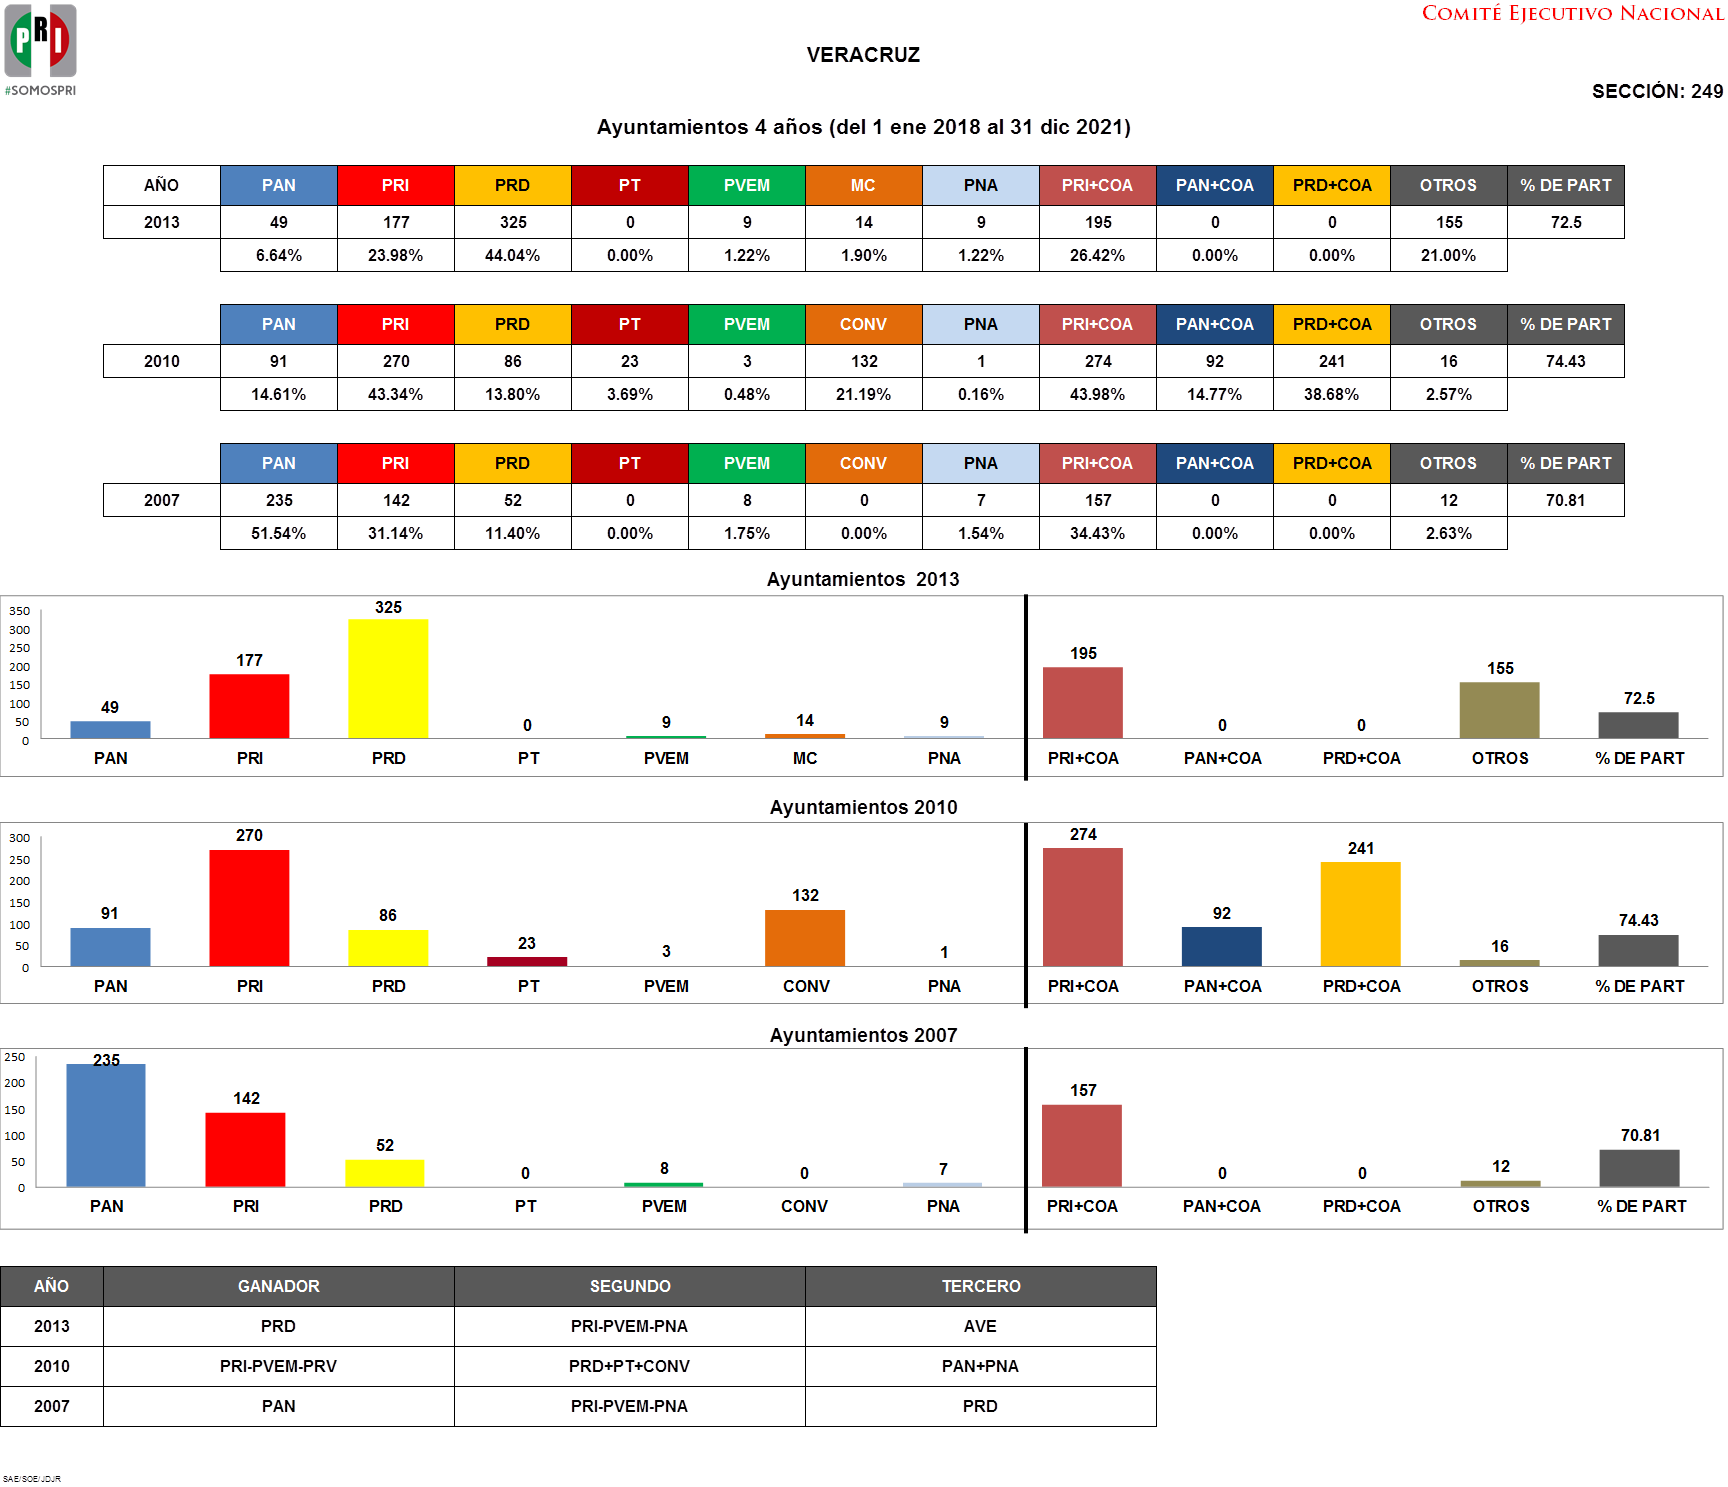 PRI
#SOMOSPRI
COMITÉ EJECUTIVO NACIONAL
VERACRUZ
SECCIÓN: 249
Ayuntamientos 4 años (del 1 ene 2018 al 31 dic 2021)
AÑO PAN PRI PRD PT PVEM MC PNA PRI+COA PAN+COA PRD+COA OTROS % DE PART
2013 49 177 325 0 9 14 9 195 0 0 155 72.5
6.64% 23.98% 44.04% 0.00% 1.22% 1.90% 1.22% 26.42% 0.00% 0.00% 21.00%
PAN PRI PRD PT PVEM CONV PNA PRI+COA PAN+COA PRD+COA OTROS % DE PART
2010 91 270 86 23 3 132 1 274 92 241 16 74.43
14.61% 43.34% 13.80% 3.69% 0.48% 21.19% 0.16% 43.98% 14.77% 38.68% 2.57%
PAN PRI PRD PT PVEM CONV PNA PRI+COA PAN+COA PRD+COA OTROS % DE PART
2007 235 142 52 0 8 0 7 157 0 0 12 70.81
51.54% 31.14% 11.40% 0.00% 1.75% 0.00% 1.54% 34.43% 0.00% 0.00% 2.63%
Ayuntamientos 2013
350
300
250
200
150
100
50
0
49 177 325 0 9 14 9 195 0 0 155 72.5
PAN PRI PRD PT PVEM MC PNA PRI+COA PAN+COA PRD+COA OTROS % DE PART
Ayuntamientos 2010
300
250
200
150
100
50
0
91 270 86 23 3 132 1 274 92 241 16 74.43
PAN PRI PRD PT PVEM CONV PNA PRI+COA PAN+COA PRD+COA OTROS % DE PART
Ayuntamientos 2007
250
200
150
100
50
0
235 142 52 0 8 0 7 157 0 0 12 70.81
PAN PRI PRD PT PVEM CONV PNA PRI+COA PAN+COA PRD+COA OTROS % DE PART
AÑO GANADOR SEGUNDO TERCERO
2013 PRD PRI-PVEM-PNA AVE
2010 PRI-PVEM-PRV PRD+PT+CONV PAN+PNA
2007 PAN PRI-PVEM-PNA PRD
SAE/SOE/JDJR